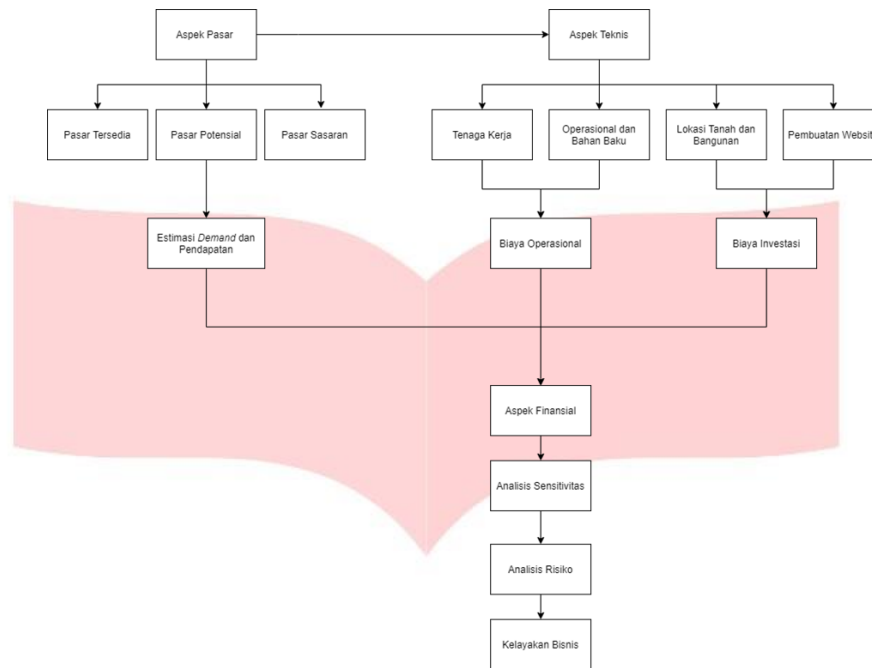 Aspek Pasar
Aspek Teknis
Pasar Tersedia
Pasar Potensial
Pasar Sasaran
Tenaga Kerja
Operasional dan
Bahan Baku
Lokasi Tanah dan
Bangunan
Pembuatan Websit
Estimasi Demand dan
Pendapatan
Biaya Operasional
Biaya Investasi
Aspek Finansial
Analisis Sensitivitas
Analisis Risiko
Kelayakan Bisnis